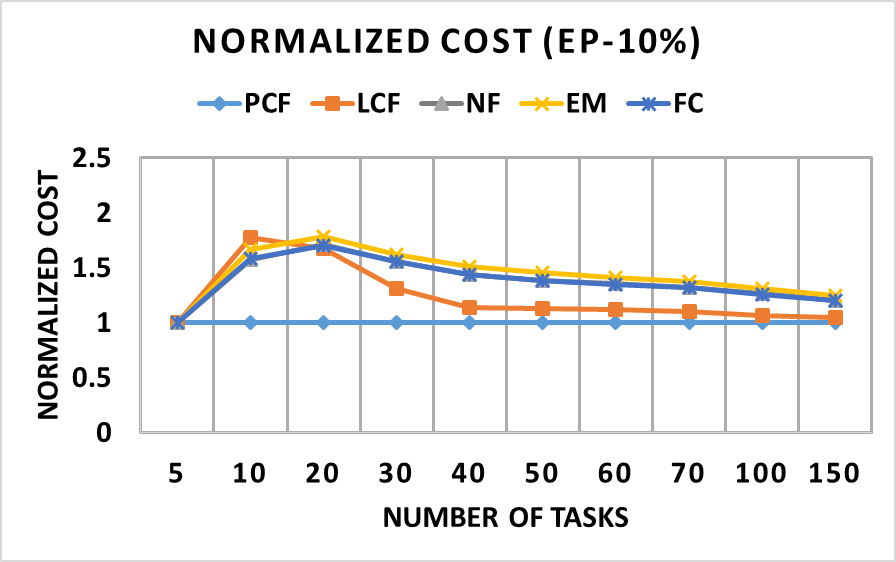 NORMALIZED COST (EP-10%)
PCF LCF NF EM FC
2.5
2
1.5
1
0.5
0
NORMALIZED COST
5 10 20 30 40 50 60 70 100 150
NUMBER OF TASKS